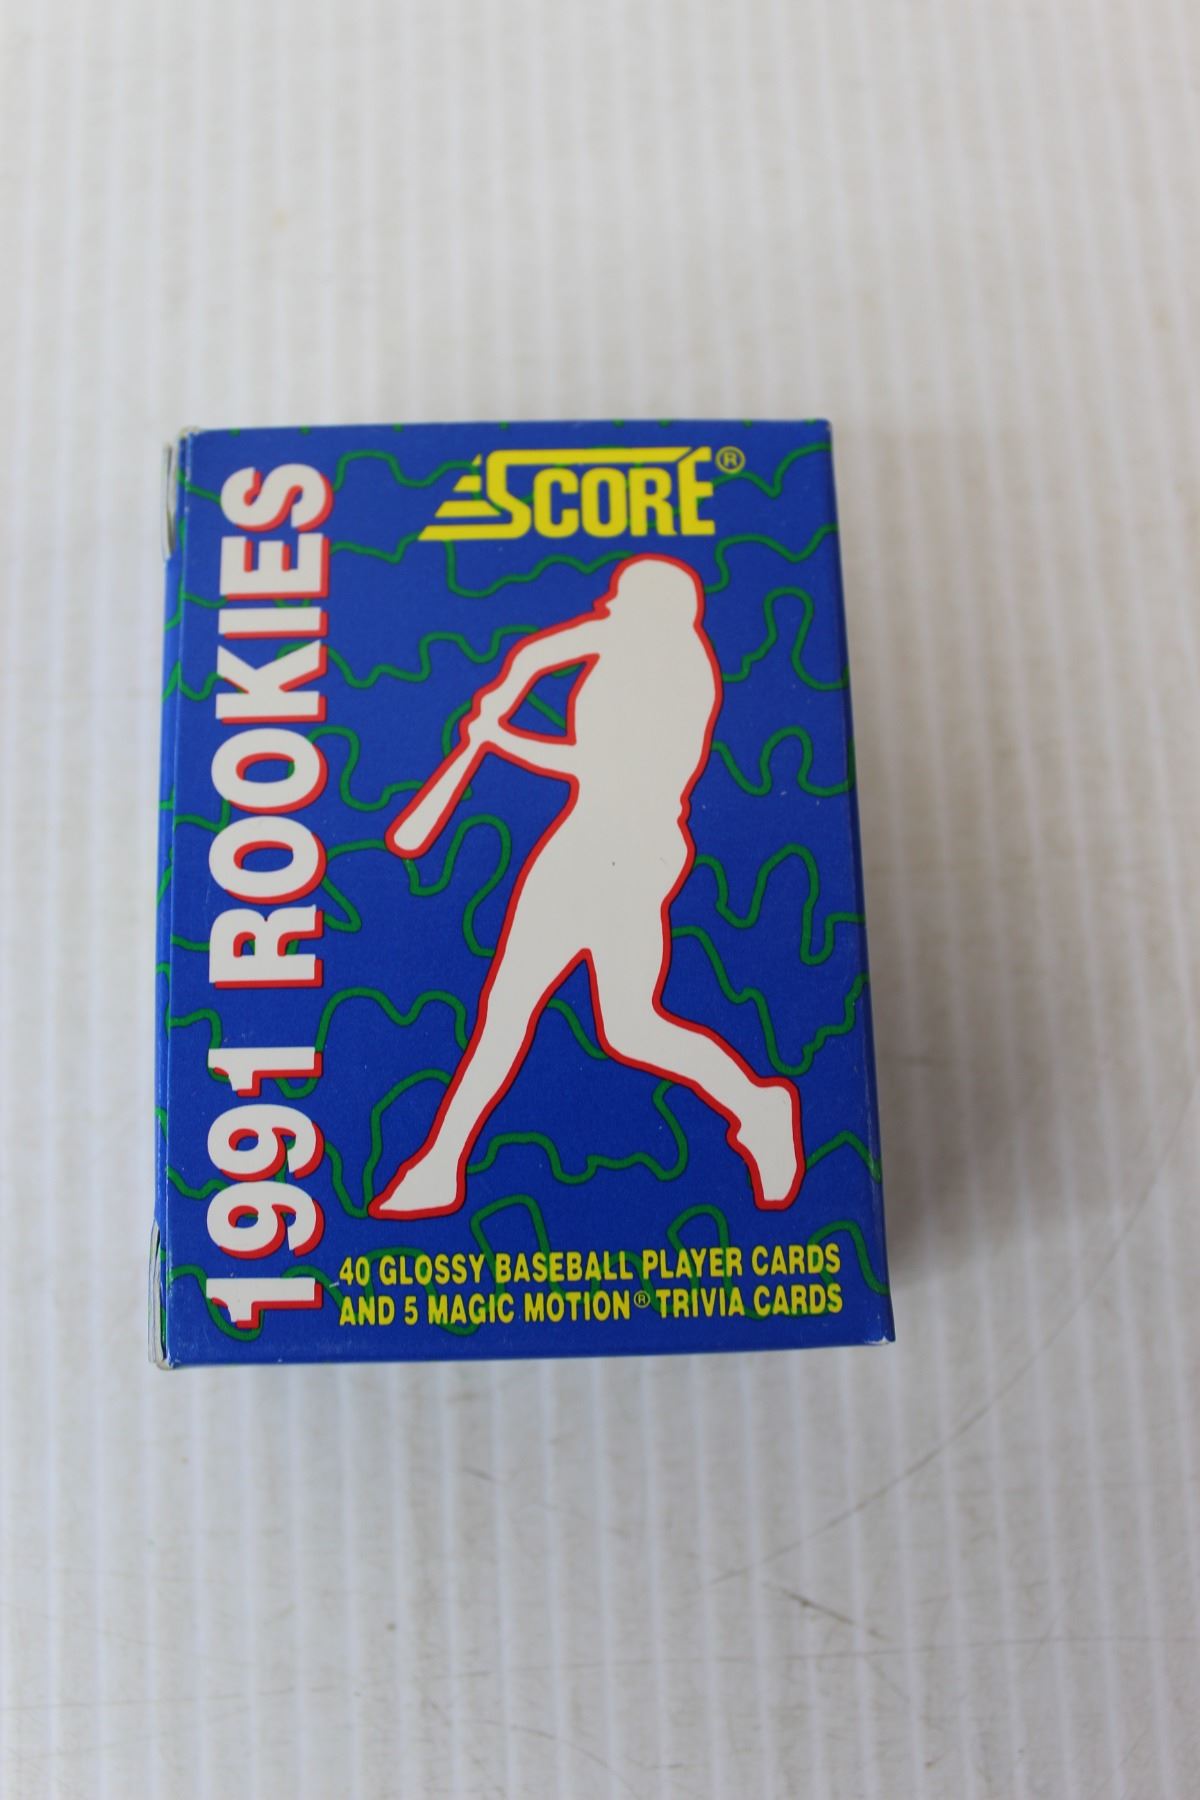 SCORE®
1991 ROOKIES
40 GLOSSY BASEBALL PLAYER CARDS
AND 5 MAGIC MOTION® TRIVIA CARDS